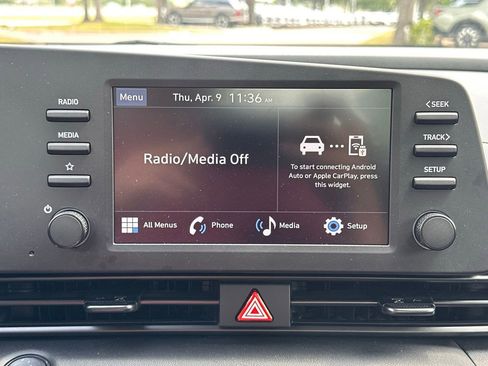 Menu Thu, Apr. 9 11:36 AM
RADIO
MEDIA
<SEEK
TRACK>
SETUP
Radio/Media Off
To start connecting Android
Auto or Apple CarPlay, press
this widget.
All Menus Phone Media Setup